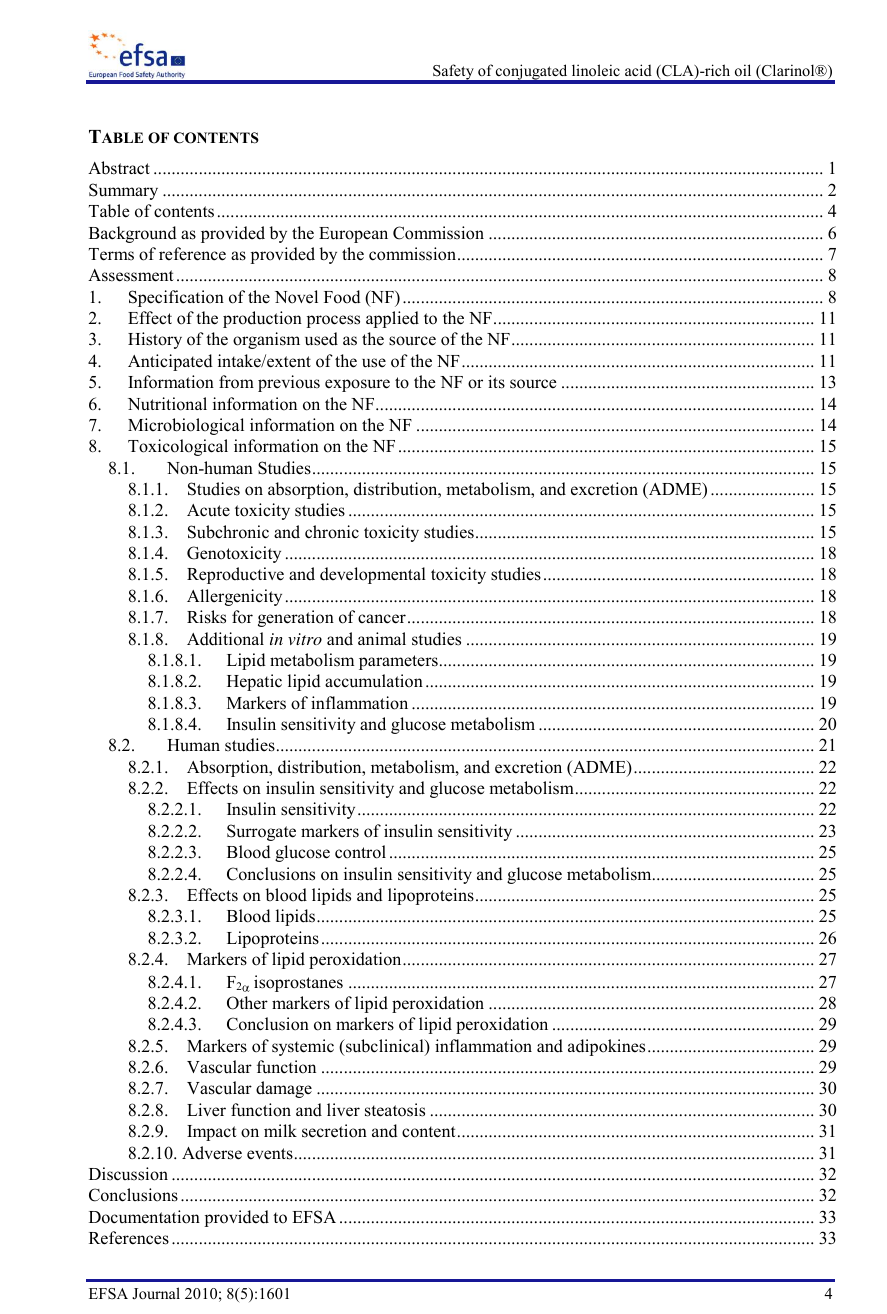 efsa
European Food Safety Authority
Safety of conjugated linoleic acid (CLA)-rich oil (Clarinol®)
TABLE OF CONTENTS
Abstract ... 1
Summary ... 2
Table of contents ... 4
Background as provided by the European Commission ... 6
Terms of reference as provided by the commission ... 7
Assessment ... 8
1. Specification of the Novel Food (NF) ... 8
2. Effect of the production process applied to the NF ... 11
3. History of the organism used as the source of the NF ... 11
4. Anticipated intake/extent of the use of the NF ... 11
5. Information from previous exposure to the NF or its source ... 13
6. Nutritional information on the NF ... 14
7. Microbiological information on the NF ... 14
8. Toxicological information on the NF ... 15
8.1. Non-human Studies ... 15
8.1.1. Studies on absorption, distribution, metabolism, and excretion (ADME) ... 15
8.1.2. Acute toxicity studies ... 15
8.1.3. Subchronic and chronic toxicity studies ... 15
8.1.4. Genotoxicity ... 18
8.1.5. Reproductive and developmental toxicity studies ... 18
8.1.6. Allergenicity ... 18
8.1.7. Risks for generation of cancer ... 18
8.1.8. Additional in vitro and animal studies ... 19
8.1.8.1. Lipid metabolism parameters ... 19
8.1.8.2. Hepatic lipid accumulation ... 19
8.1.8.3. Markers of inflammation ... 19
8.1.8.4. Insulin sensitivity and glucose metabolism ... 20
8.2. Human studies ... 21
8.2.1. Absorption, distribution, metabolism, and excretion (ADME) ... 22
8.2.2. Effects on insulin sensitivity and glucose metabolism ... 22
8.2.2.1. Insulin sensitivity ... 22
8.2.2.2. Surrogate markers of insulin sensitivity ... 23
8.2.2.3. Blood glucose control ... 25
8.2.2.4. Conclusions on insulin sensitivity and glucose metabolism ... 25
8.2.3. Effects on blood lipids and lipoproteins ... 25
8.2.3.1. Blood lipids ... 25
8.2.3.2. Lipoproteins ... 26
8.2.4. Markers of lipid peroxidation ... 27
8.2.4.1. F2α isoprostanes ... 27
8.2.4.2. Other markers of lipid peroxidation ... 28
8.2.4.3. Conclusion on markers of lipid peroxidation ... 29
8.2.5. Markers of systemic (subclinical) inflammation and adipokines ... 29
8.2.6. Vascular function ... 29
8.2.7. Vascular damage ... 30
8.2.8. Liver function and liver steatosis ... 30
8.2.9. Impact on milk secretion and content ... 31
8.2.10. Adverse events ... 31
Discussion ... 32
Conclusions ... 32
Documentation provided to EFSA ... 33
References ... 33
EFSA Journal 2010; 8(5):1601 4